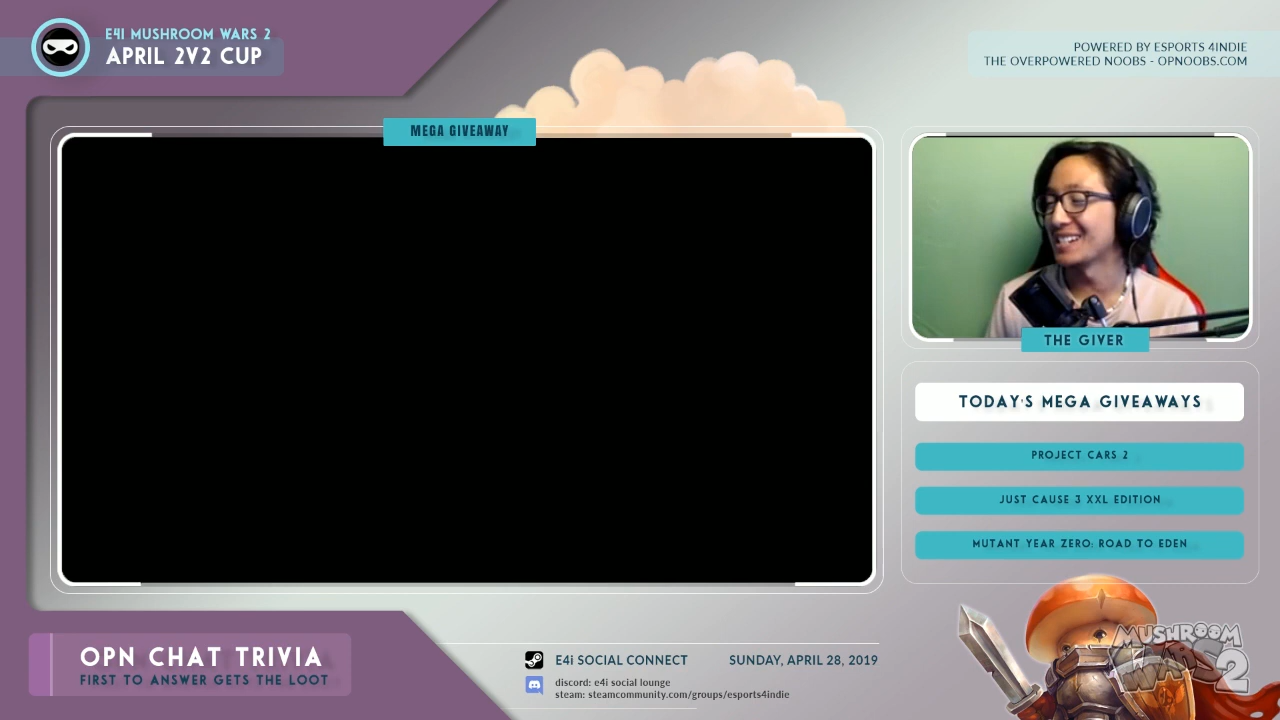 E4I MUSHROOM WARS 2
APRIL 2V2 CUP
POWERED BY ESPORTS 4INDIE
THE OVERPOWERED NOOBS - OPNOOBS.COM
MEGA GIVEAWAY
THE GIVER
TODAY'S MEGA GIVEAWAYS
PROJECT CARS 2
JUST CAUSE 3 XXL EDITION
MUTANT YEAR ZERO: ROAD TO EDEN
OPN CHAT TRIVIA
FIRST TO ANSWER GETS THE LOOT
E4i SOCIAL CONNECT
SUNDAY, APRIL 28, 2019
discord: e4i social lounge
steam: steamcommunity.com/groups/esports4indie
MUSHROOM
WARS 2